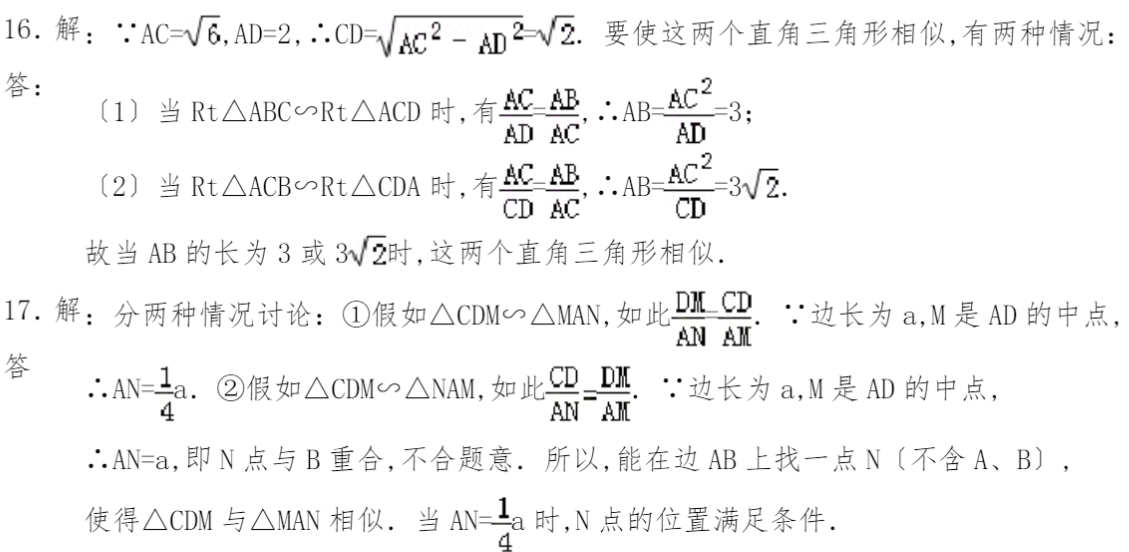 16. 解: ∵AC=√6,AD=2,∴CD=√(AC²-AD²)=√2. 要使这两个直角三角形相似,有两种情况:
答:
〔1〕当 Rt△ABC∽Rt△ACD 时,有AC/AD=AB/AC,∴AB=AC²/AD=3;
〔2〕当 Rt△ACB∽Rt△CDA 时,有AC/CD=AB/AC,∴AB=AC²/CD=3√2.
故当 AB 的长为 3 或 3√2时,这两个直角三角形相似.
17. 解: 分两种情况讨论: ①假如△CDM∽△MAN,如此DM/AN=CD/AM. ∵边长为 a,M 是 AD 的中点,
答
∴AN=1/4a. ②假如△CDM∽△NAM,如此CD/AN=DM/AM. ∵边长为 a,M 是 AD 的中点,
∴AN=a,即 N 点与 B 重合,不合题意. 所以,能在边 AB 上找一点 N〔不含 A、B〕,
使得△CDM 与△MAN 相似. 当 AN=1/4a 时,N 点的位置满足条件.